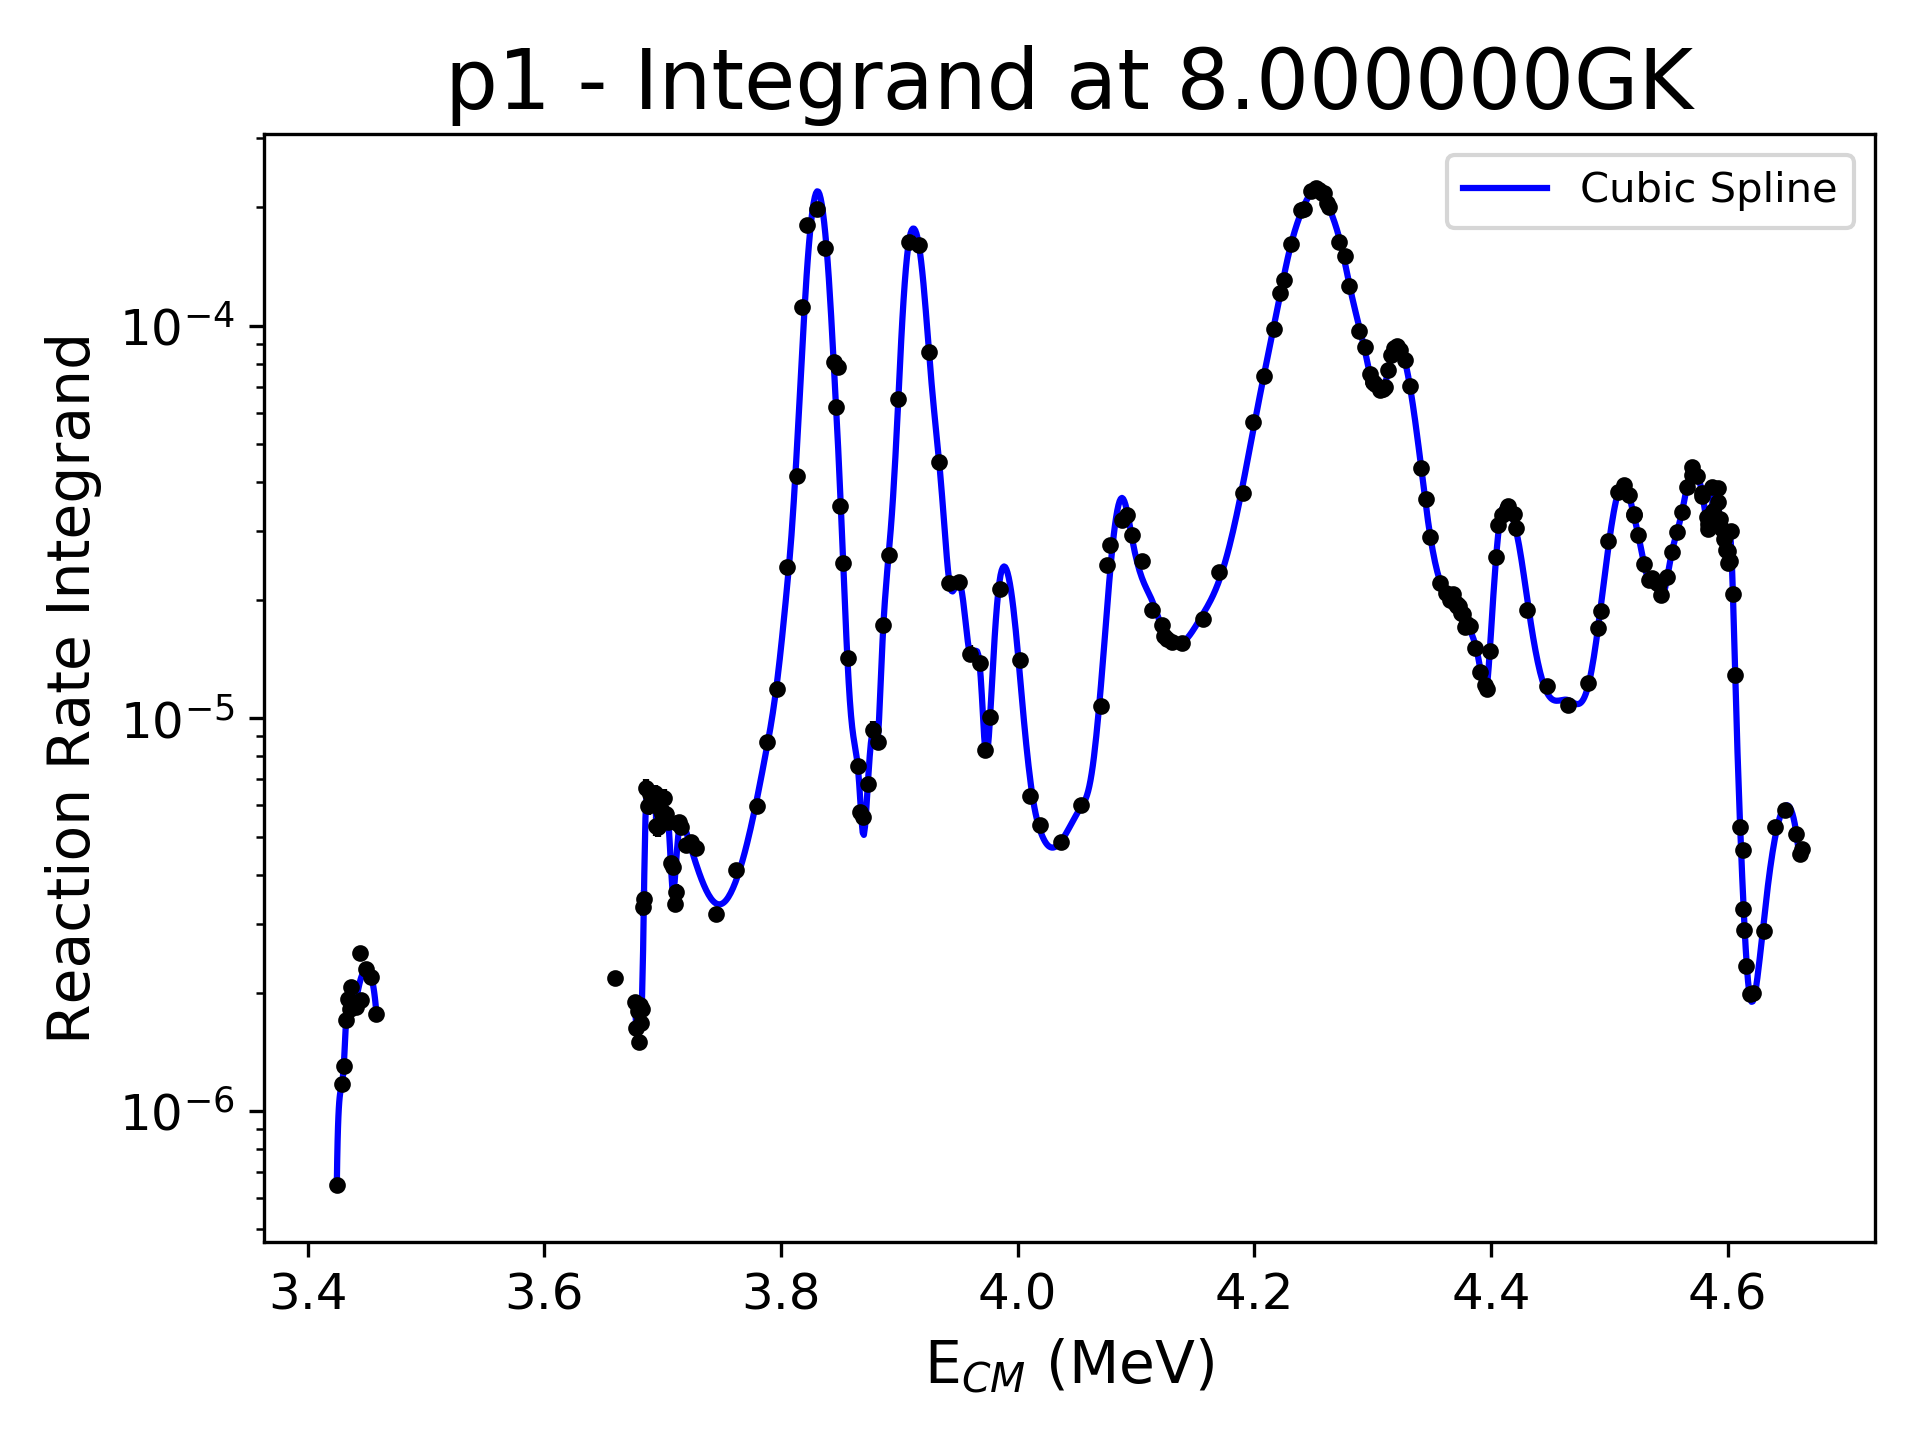 p1 - Integrand at 8.000000GK
Cubic Spline
Reaction Rate Integrand
10⁻⁴
10⁻⁵
10⁻⁶
3.4 3.6 3.8 4.0 4.2 4.4 4.6
E_CM (MeV)